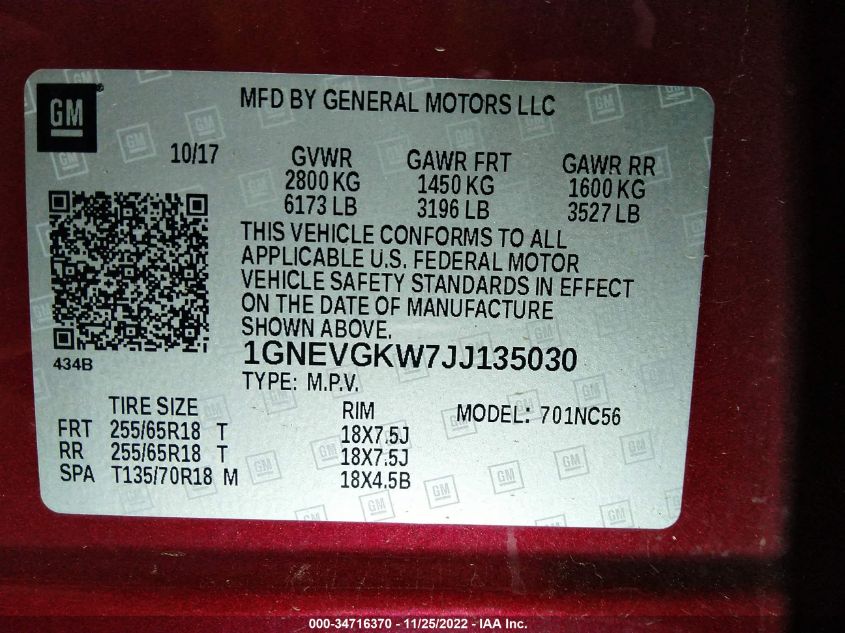 GM
MFD BY GENERAL MOTORS LLC
10/17 GVWR GAWR FRT GAWR RR
2800 KG 1450 KG 1600 KG
6173 LB 3196 LB 3527 LB
THIS VEHICLE CONFORMS TO ALL
APPLICABLE U.S. FEDERAL MOTOR
VEHICLE SAFETY STANDARDS IN EFFECT
ON THE DATE OF MANUFACTURE
SHOWN ABOVE.
434B
1GNEVGKW7JJ135030
TYPE: M.P.V.
TIRE SIZE RIM MODEL: 701NC56
FRT 255/65R18 T 18X7.5J
RR 255/65R18 T 18X7.5J
SPA T135/70R18 M 18X4.5B
000-34716370 - 11/25/2022 - IAA Inc.